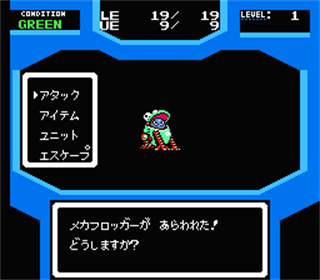 CONDITION
GREEN
LE 19/ 19
UE 9/ 9
LEVEL: 1
▶アタック
アイテム
ユニット
エスケープ
メカフロッガーが あらわれた!
どうしますか?